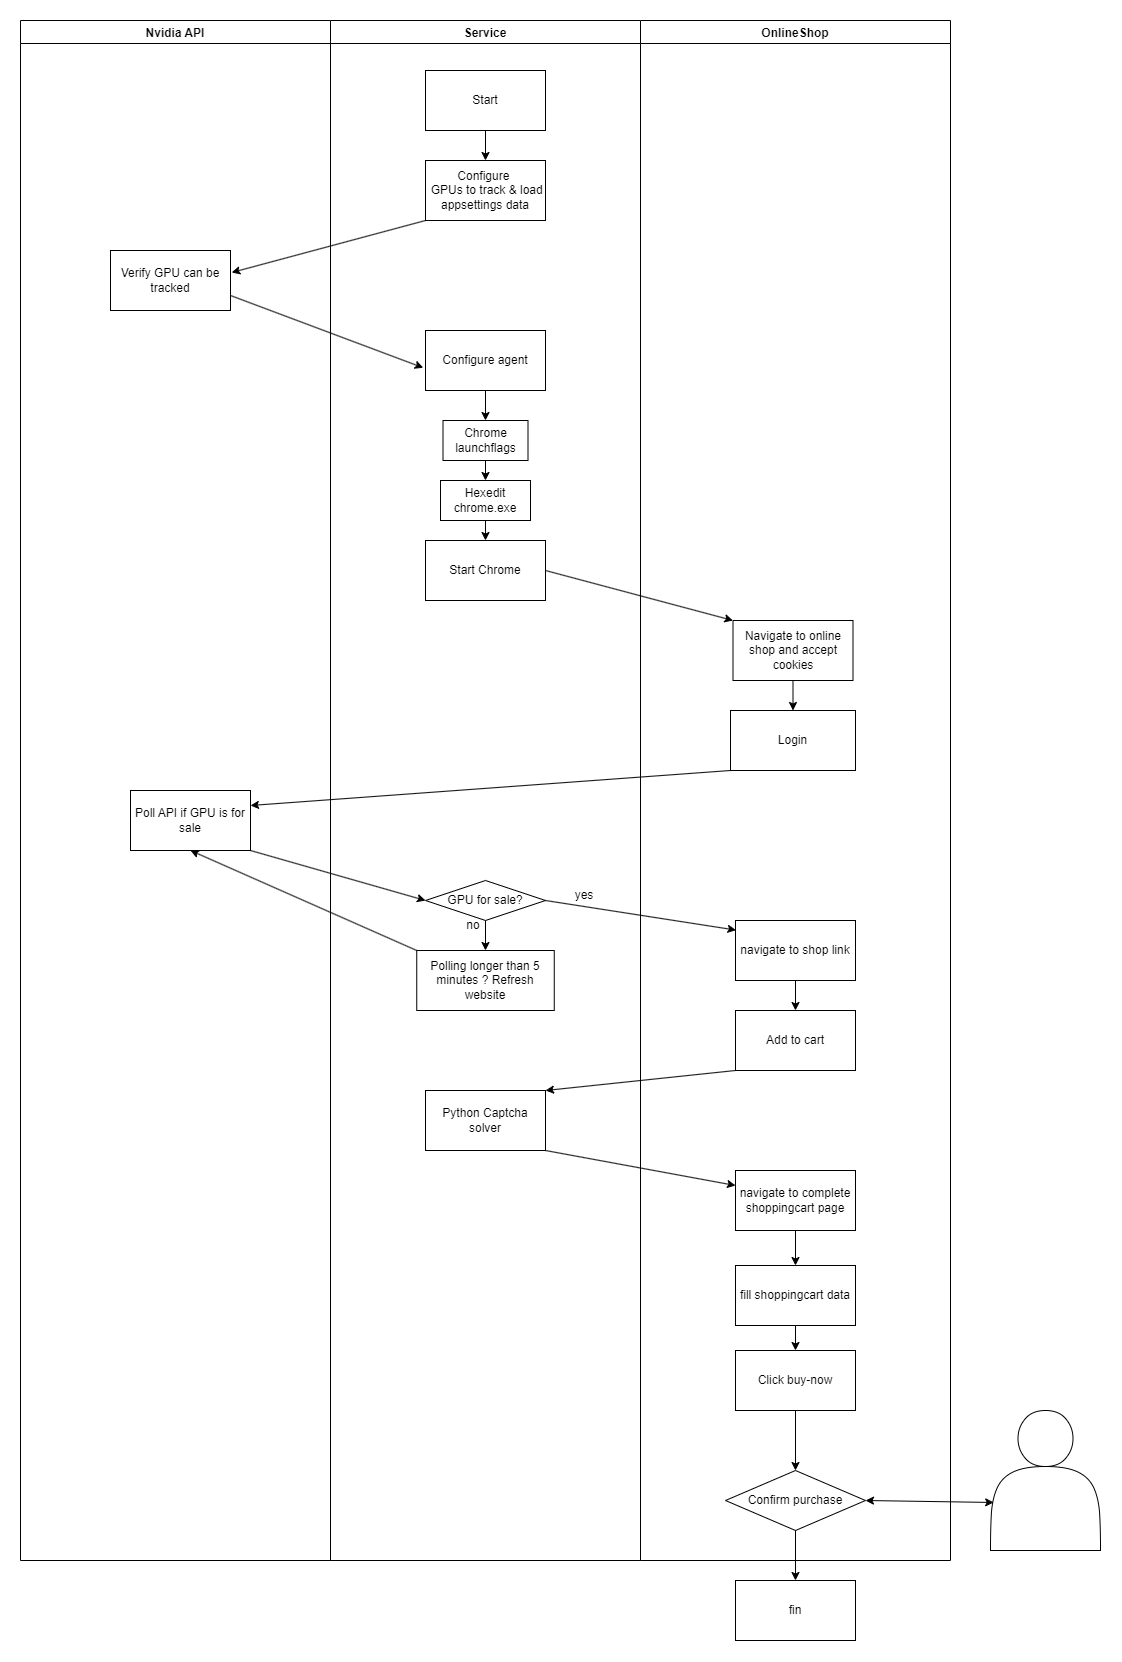 Nvidia API
Service
OnlineShop
Start
Configure
GPUs to track & load
appsettings data
Verify GPU can be
tracked
Configure agent
Chrome
launchflags
Hexedit
chrome.exe
Start Chrome
Navigate to online
shop and accept
cookies
Login
Poll API if GPU is for
sale
GPU for sale?
yes
no
Polling longer than 5
minutes ? Refresh
website
navigate to shop link
Add to cart
Python Captcha
solver
navigate to complete
shoppingcart page
fill shoppingcart data
Click buy-now
Confirm purchase
fin